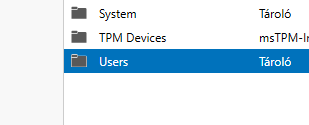 System Tároló
TPM Devices msTPM-In
Users Tároló